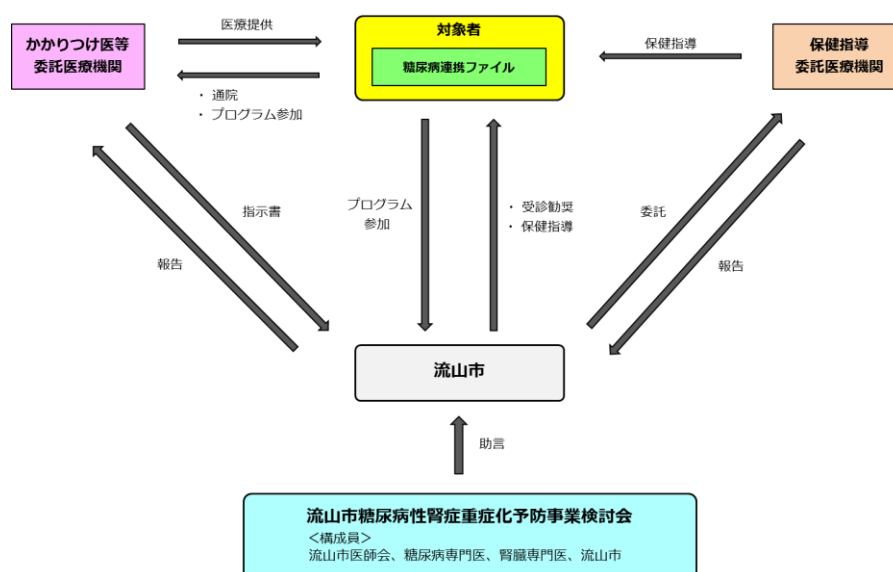 医療提供
かかりつけ医等
委託医療機関
・ 通院
・ プログラム参加
対象者
糖尿病連携ファイル
保健指導
保健指導
委託医療機関
指示書
報告
プログラム
参加
・ 受診勧奨
・ 保健指導
委託
報告
流山市
助言
流山市糖尿病性腎症重症化予防事業検討会
＜構成員＞
流山市医師会、糖尿病専門医、腎臓専門医、流山市